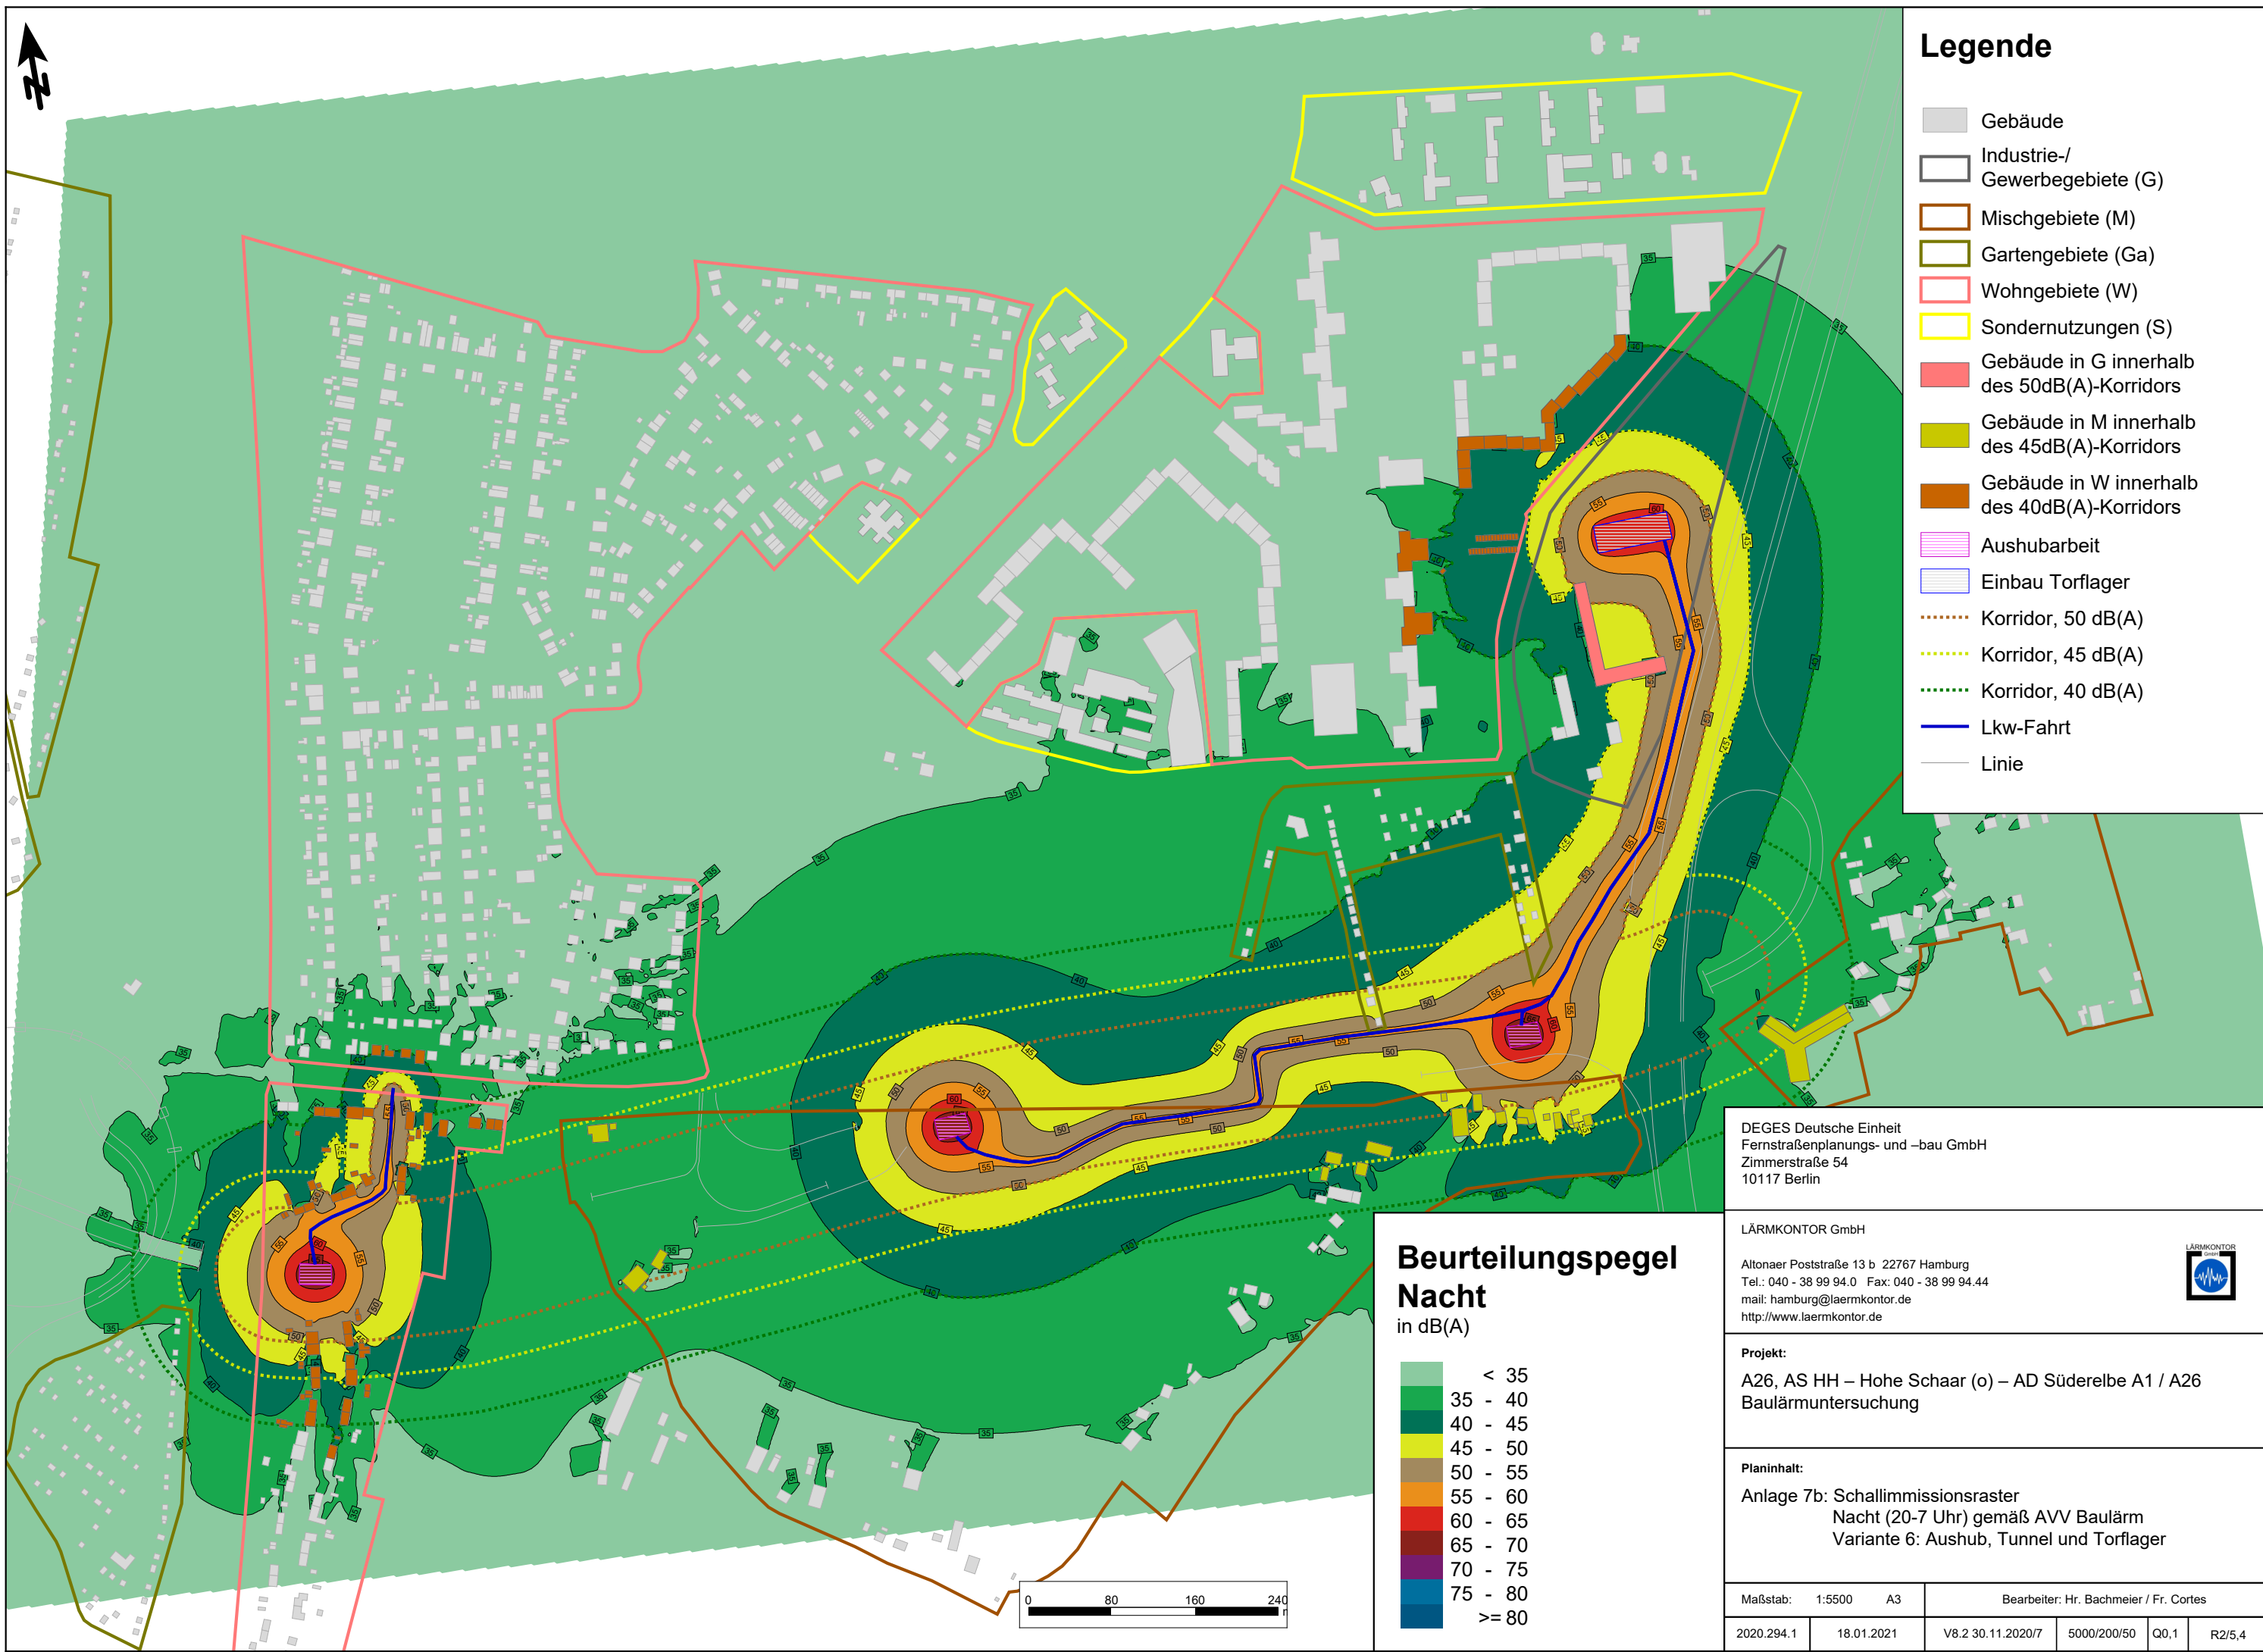 Legende
Gebäude
Industrie-/
Gewerbegebiete (G)
Mischgebiete (M)
Gartengebiete (Ga)
Wohngebiete (W)
Sondernutzungen (S)
Gebäude in G innerhalb
des 50dB(A)-Korridors
Gebäude in M innerhalb
des 45dB(A)-Korridors
Gebäude in W innerhalb
des 40dB(A)-Korridors
Aushubarbeit
Einbau Torflager
Korridor, 50 dB(A)
Korridor, 45 dB(A)
Korridor, 40 dB(A)
Lkw-Fahrt
Linie
Beurteilungspegel
Nacht
in dB(A)
< 35
35 - 40
40 - 45
45 - 50
50 - 55
55 - 60
60 - 65
65 - 70
70 - 75
75 - 80
>= 80
0 80 160 240
DEGES Deutsche Einheit
Fernstraßenplanungs- und –bau GmbH
Zimmerstraße 54
10117 Berlin
LÄRMKONTOR GmbH
Altonaer Poststraße 13 b 22767 Hamburg
Tel.: 040 - 38 99 94.0 Fax: 040 - 38 99 94.44
mail: hamburg@laermkontor.de
http://www.laermkontor.de
LÄRMKONTOR
GmbH
Projekt:
A26, AS HH – Hohe Schaar (o) – AD Süderelbe A1 / A26
Baulärmuntersuchung
Planinhalt:
Anlage 7b: Schallimmissionsraster
Nacht (20-7 Uhr) gemäß AVV Baulärm
Variante 6: Aushub, Tunnel und Torflager
Maßstab: 1:5500 A3
Bearbeiter: Hr. Bachmeier / Fr. Cortes
2020.294.1 18.01.2021 V8.2 30.11.2020/7 5000/200/50 Q0,1 R2/5,4